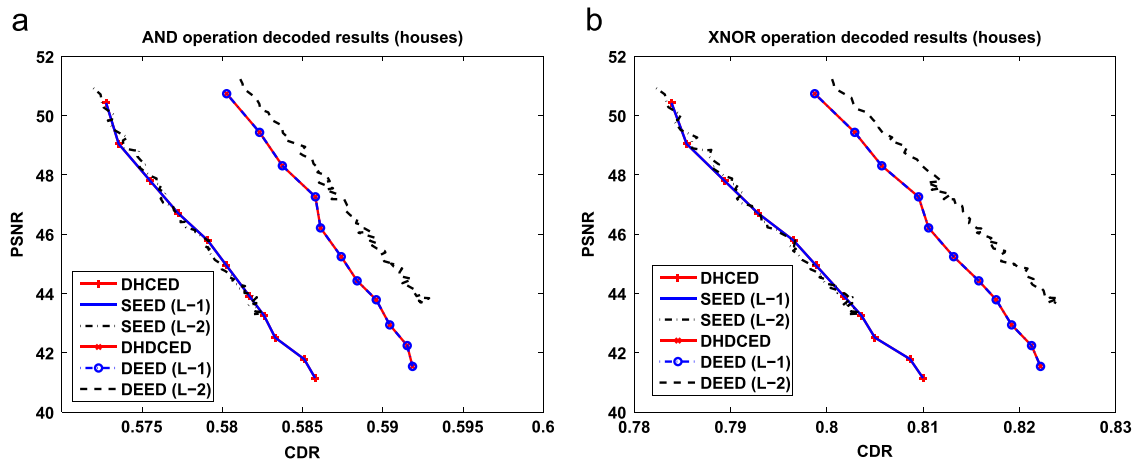 a
AND operation decoded results (houses)
52
50
48
46
44
42
40
PSNR
DHCED
SEED (L−1)
SEED (L−2)
DHDCED
DEED (L−1)
DEED (L−2)
0.575
0.58
0.585
0.59
0.595
0.6
CDR
b
XNOR operation decoded results (houses)
52
50
48
46
44
42
40
PSNR
DHCED
SEED (L−1)
SEED (L−2)
DHDCED
DEED (L−1)
DEED (L−2)
0.78
0.79
0.8
0.81
0.82
0.83
CDR